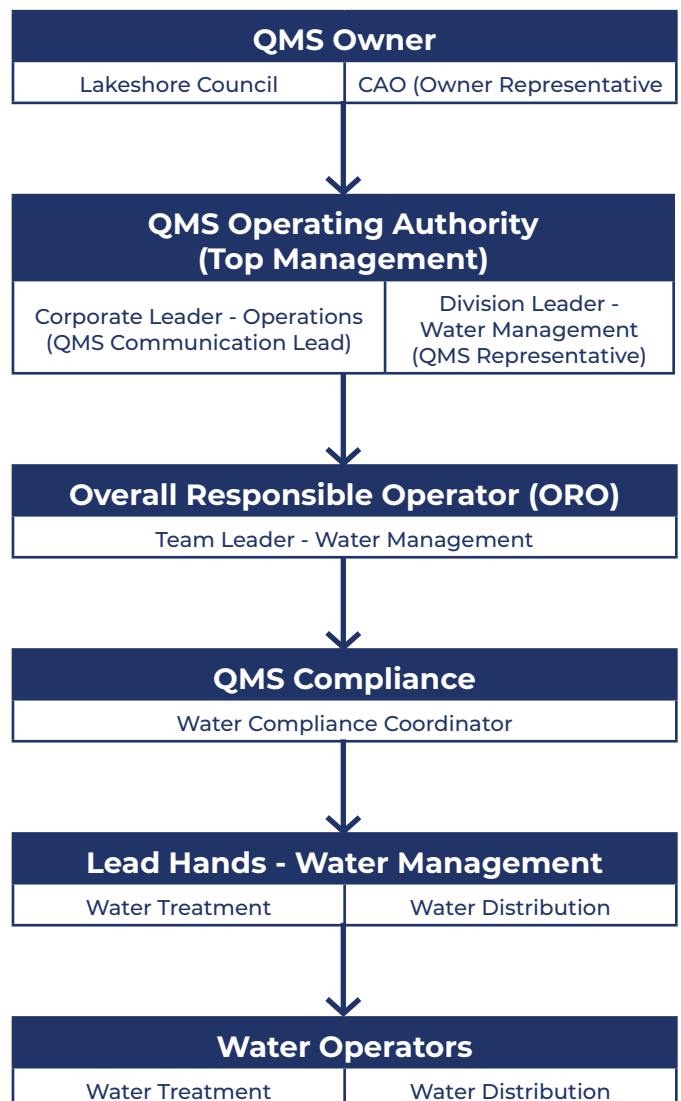 QMS Owner
Lakeshore Council
CAO (Owner Representative
QMS Operating Authority
(Top Management)
Corporate Leader - Operations
(QMS Communication Lead)
Division Leader -
Water Management
(QMS Representative)
Overall Responsible Operator (ORO)
Team Leader - Water Management
QMS Compliance
Water Compliance Coordinator
Lead Hands - Water Management
Water Treatment
Water Distribution
Water Operators
Water Treatment
Water Distribution